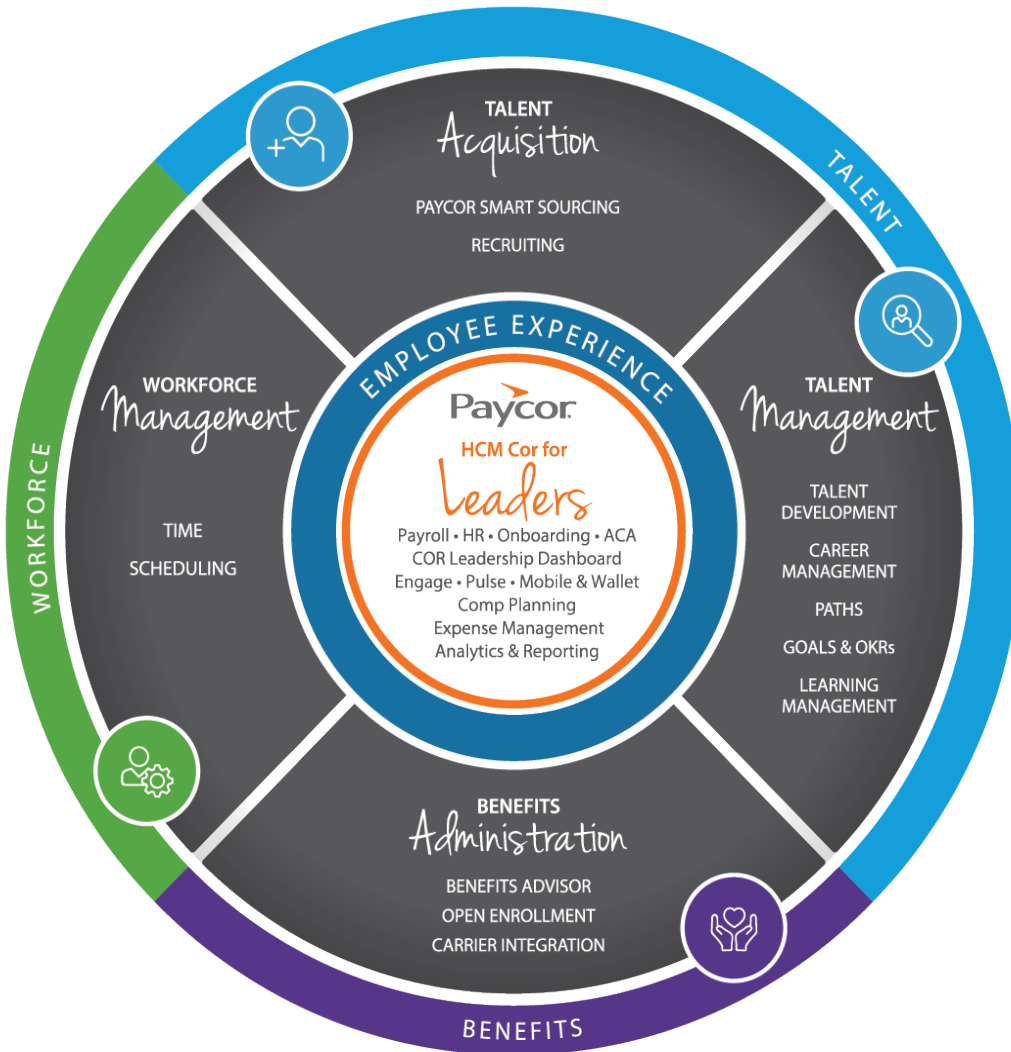 TALENT
Acquisition
PAYCOR SMART SOURCING
RECRUITING
TALENT
WORKFORCE
Management
TIME
SCHEDULING
WORKFORCE
EMPLOYEE EXPERIENCE
Paycor
HCM Cor for
Leaders
Payroll • HR • Onboarding • ACA
COR Leadership Dashboard
Engage • Pulse • Mobile & Wallet
Comp Planning
Expense Management
Analytics & Reporting
TALENT
Management
TALENT
DEVELOPMENT
CAREER
MANAGEMENT
PATHS
GOALS & OKRs
LEARNING
MANAGEMENT
BENEFITS
Administration
BENEFITS ADVISOR
OPEN ENROLLMENT
CARRIER INTEGRATION
BENEFITS